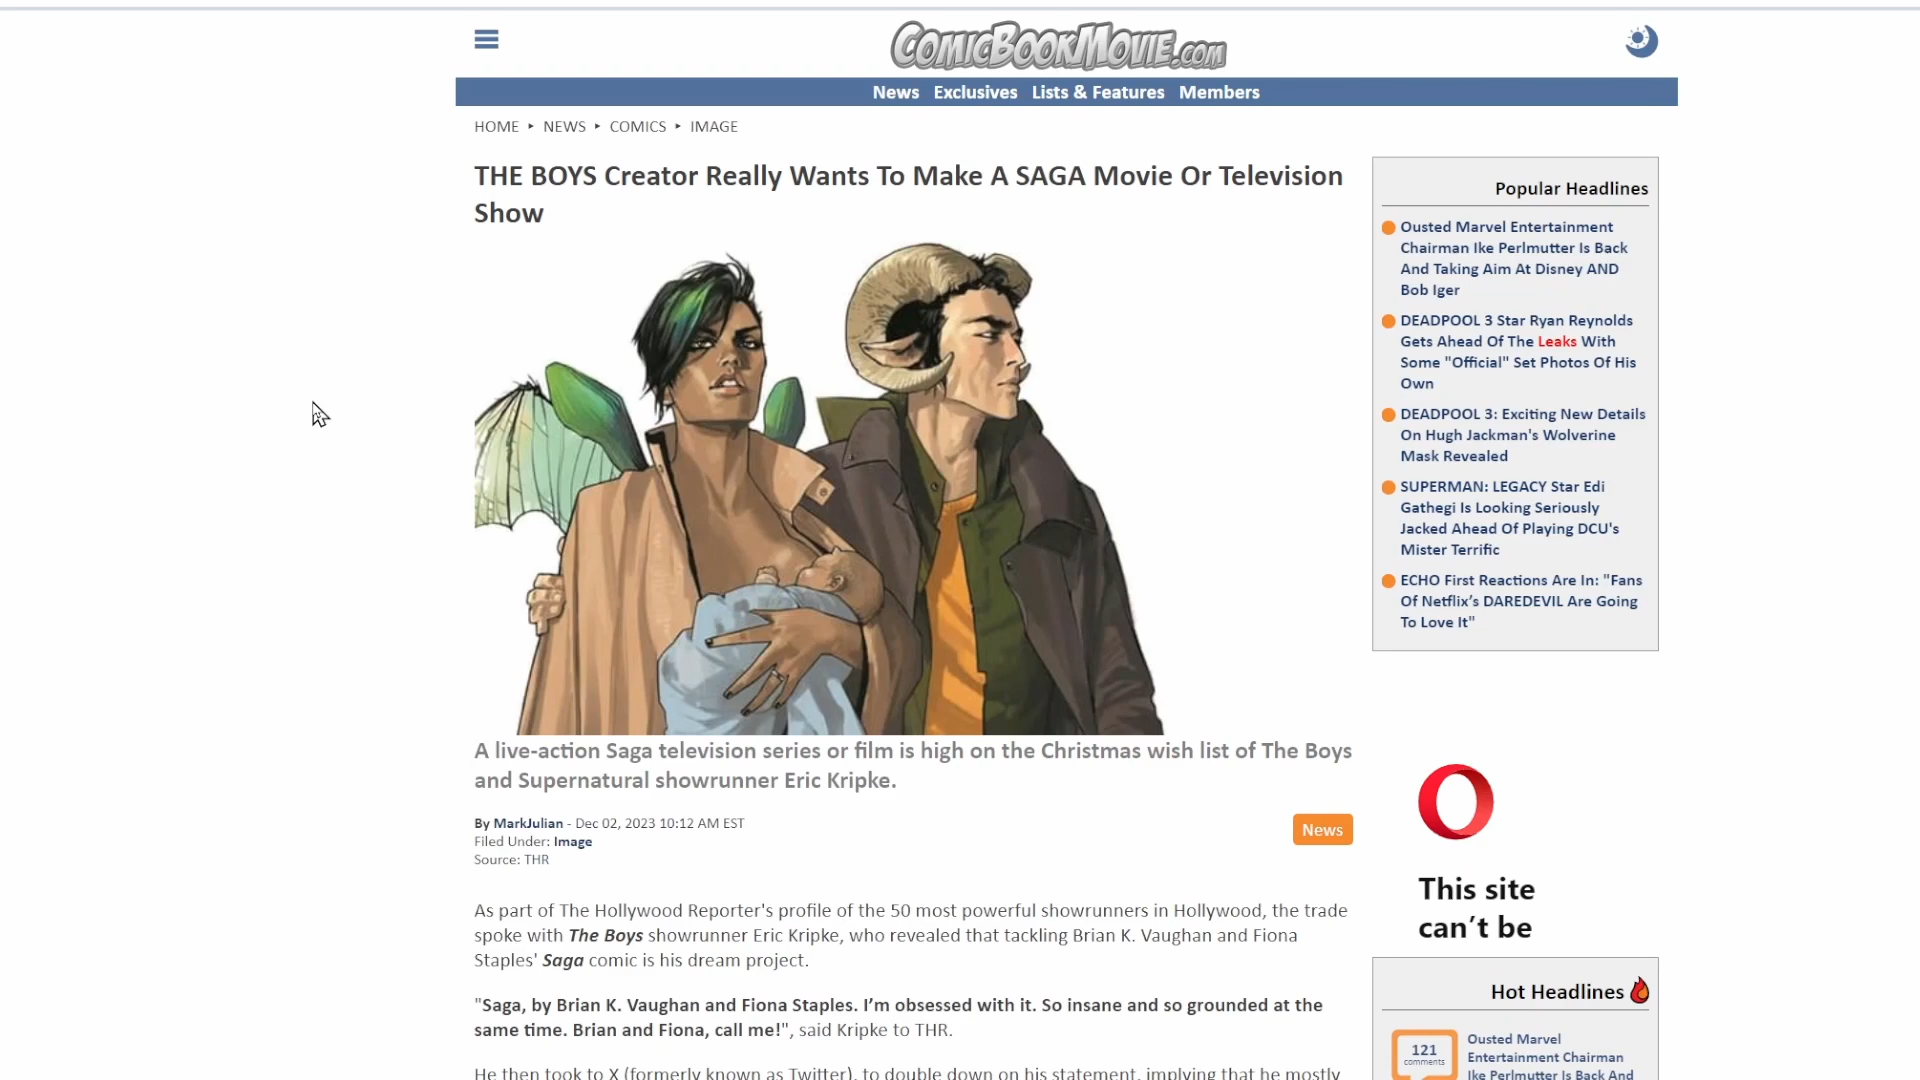 ComicBookMovie.com
News Exclusives Lists & Features Members
HOME ‣ NEWS ‣ COMICS ‣ IMAGE
THE BOYS Creator Really Wants To Make A SAGA Movie Or Television
Show
A live-action Saga television series or film is high on the Christmas wish list of The Boys
and Supernatural showrunner Eric Kripke.
By MarkJulian - Dec 02, 2023 10:12 AM EST
Filed Under: Image
Source: THR
News
As part of The Hollywood Reporter's profile of the 50 most powerful showrunners in Hollywood, the trade
spoke with The Boys showrunner Eric Kripke, who revealed that tackling Brian K. Vaughan and Fiona
Staples' Saga comic is his dream project.
"Saga, by Brian K. Vaughan and Fiona Staples. I’m obsessed with it. So insane and so grounded at the
same time. Brian and Fiona, call me!", said Kripke to THR.
He then took to X (formerly known as Twitter), to double down on his statement, implying that he mostly
Popular Headlines
Ousted Marvel Entertainment
Chairman Ike Perlmutter Is Back
And Taking Aim At Disney AND
Bob Iger
DEADPOOL 3 Star Ryan Reynolds
Gets Ahead Of The Leaks With
Some "Official" Set Photos Of His
Own
DEADPOOL 3: Exciting New Details
On Hugh Jackman's Wolverine
Mask Revealed
SUPERMAN: LEGACY Star Edi
Gathegi Is Looking Seriously
Jacked Ahead Of Playing DCU's
Mister Terrific
ECHO First Reactions Are In: "Fans
Of Netflix’s DAREDEVIL Are Going
To Love It"
This site
can’t be
Hot Headlines
121
comments
Ousted Marvel
Entertainment Chairman
Ike Perlmutter Is Back And